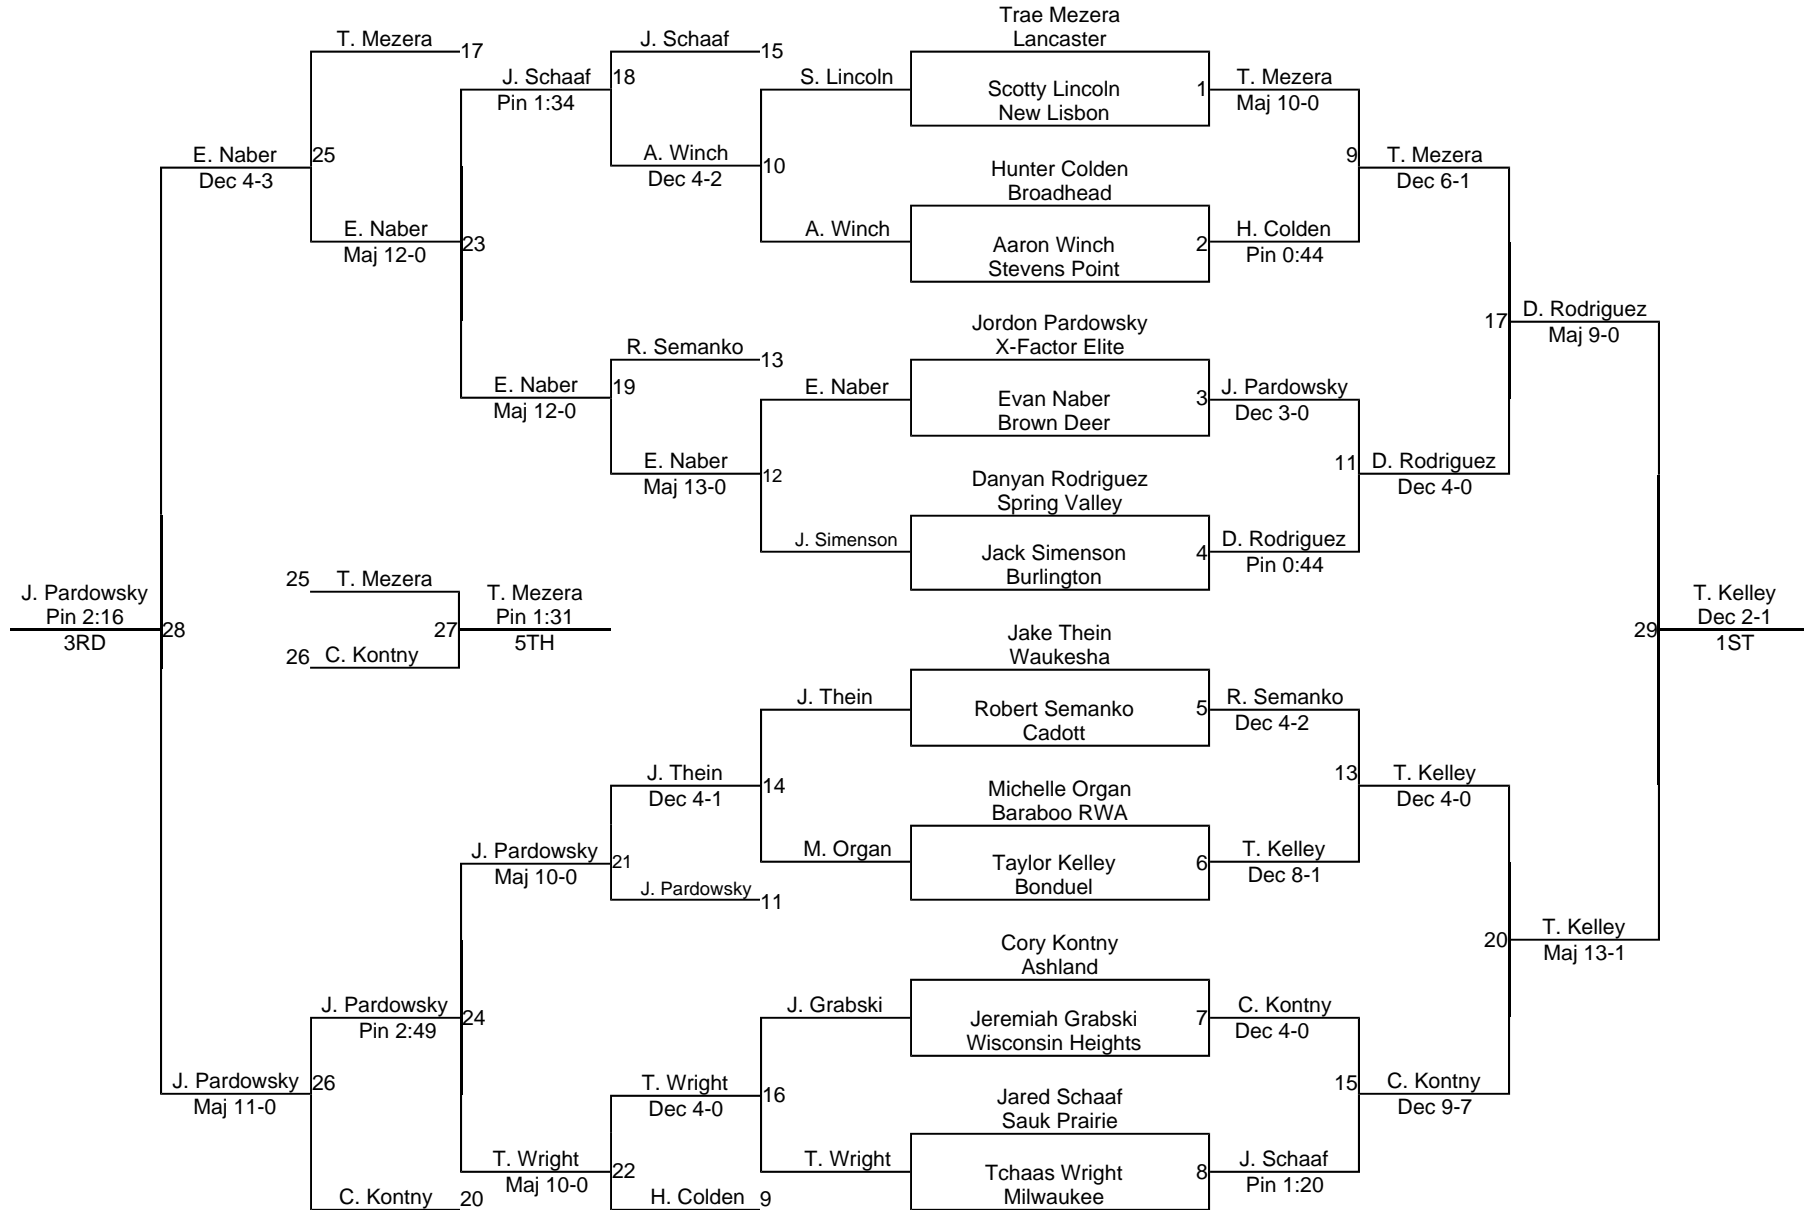 Trae Mezera
Lancaster
T. Mezera
17
J. Schaaf
15
J. Schaaf
18
Pin 1:34
S. Lincoln
Scotty Lincoln
1
New Lisbon
T. Mezera
Maj 10-0
E. Naber
25
Dec 4-3
A. Winch
10
Dec 4-2
Hunter Colden
Broadhead
9
T. Mezera
Dec 6-1
E. Naber
23
Maj 12-0
A. Winch
Aaron Winch
2
Stevens Point
H. Colden
Pin 0:44
Jordon Pardowsky
X-Factor Elite
17
D. Rodriguez
Maj 9-0
R. Semanko
13
E. Naber
19
Maj 12-0
E. Naber
Evan Naber
3
Brown Deer
J. Pardowsky
Dec 3-0
E. Naber
12
Maj 13-0
Danyan Rodriguez
Spring Valley
11
D. Rodriguez
Dec 4-0
J. Simenson
Jack Simenson
4
Burlington
D. Rodriguez
Pin 0:44
J. Pardowsky
Pin 2:16
28
3RD
25
T. Mezera
27
26
C. Kontny
T. Mezera
Pin 1:31
5TH
29
T. Kelley
Dec 2-1
1ST
Jake Thein
Waukesha
J. Thein
Robert Semanko
5
Cadott
R. Semanko
Dec 4-2
J. Thein
14
Dec 4-1
Michelle Organ
Baraboo RWA
13
T. Kelley
Dec 4-0
J. Pardowsky
21
Maj 10-0
M. Organ
Taylor Kelley
6
Bonduel
T. Kelley
Dec 8-1
J. Pardowsky
11
Cory Kontny
Ashland
20
T. Kelley
Maj 13-1
J. Pardowsky
24
Pin 2:49
J. Grabski
Jeremiah Grabski
7
Wisconsin Heights
C. Kontny
Dec 4-0
J. Pardowsky
26
Maj 11-0
T. Wright
16
Dec 4-0
Jared Schaaf
Sauk Prairie
15
C. Kontny
Dec 9-7
T. Wright
22
Maj 10-0
T. Wright
Tchaas Wright
8
Milwaukee
J. Schaaf
Pin 1:20
C. Kontny
20
H. Colden
9